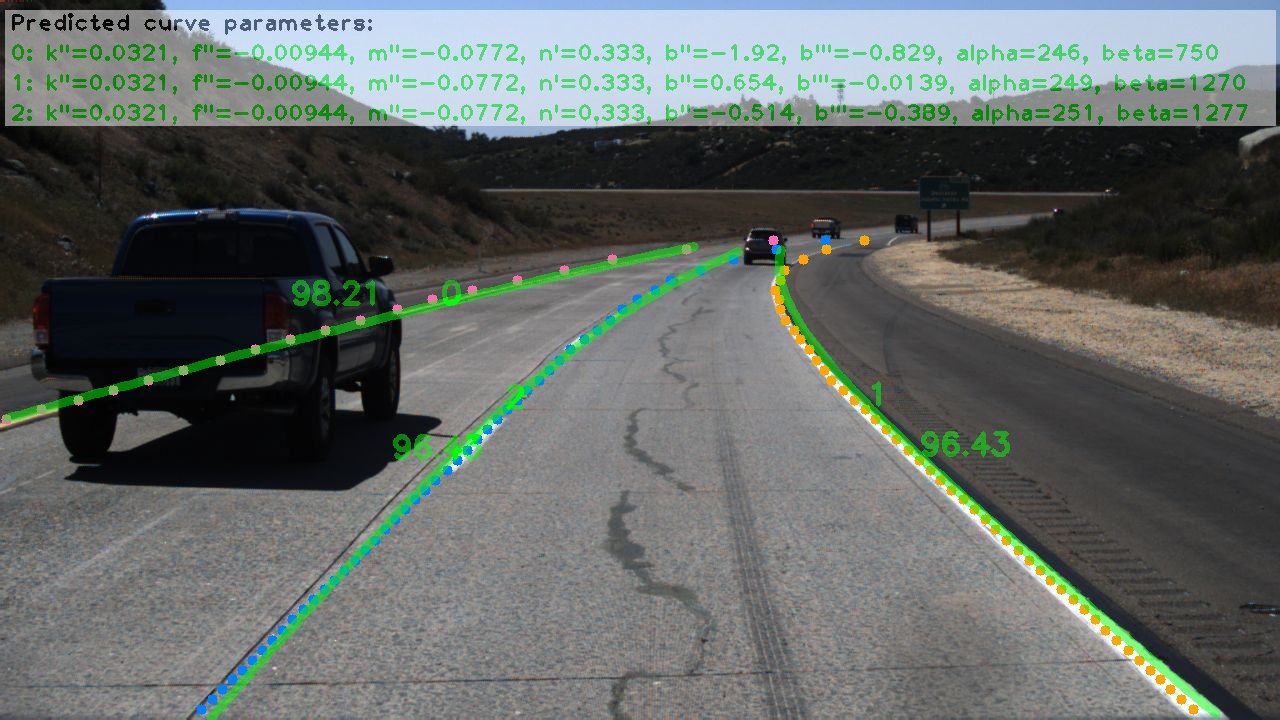 Predicted curve parameters:
0: k"=0.0321, f"=-0.00944, m"=-0.0772, n'=0.333, b"=-1.92, b'''=-0.829, alpha=246, beta=750
1: k"=0.0321, f"=-0.00944, m"=-0.0772, n'=0.333, b"=0.654, b'''=-0.0139, alpha=249, beta=1270
2: k"=0.0321, f"=-0.00944, m"=-0.0772, n'=0.333, b"=-0.514, b'''=-0.389, alpha=251, beta=1277
98.21 0
2 1
96.43